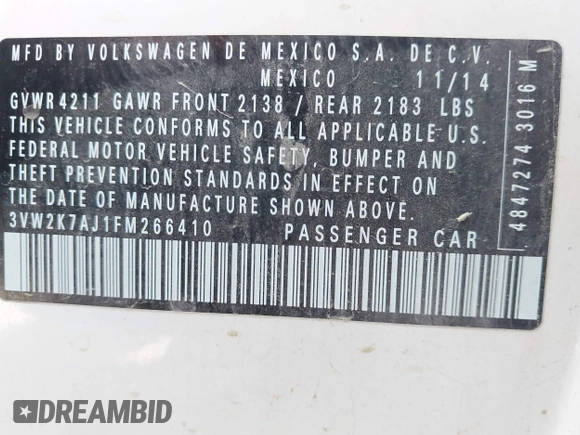 MFD BY VOLKSWAGEN DE MEXICO S.A. DE C.V.
MEXICO 11/14
GVWR 4211 GAWR FRONT 2138 / REAR 2183 LBS
THIS VEHICLE CONFORMS TO ALL APPLICABLE U.S.
FEDERAL MOTOR VEHICLE SAFETY, BUMPER AND
THEFT PREVENTION STANDARDS IN EFFECT ON
THE DATE OF MANUFACTURE SHOWN ABOVE.
3VW2K7AJ1FM266410 PASSENGER CAR
4847274 3016 M
DREAMBID